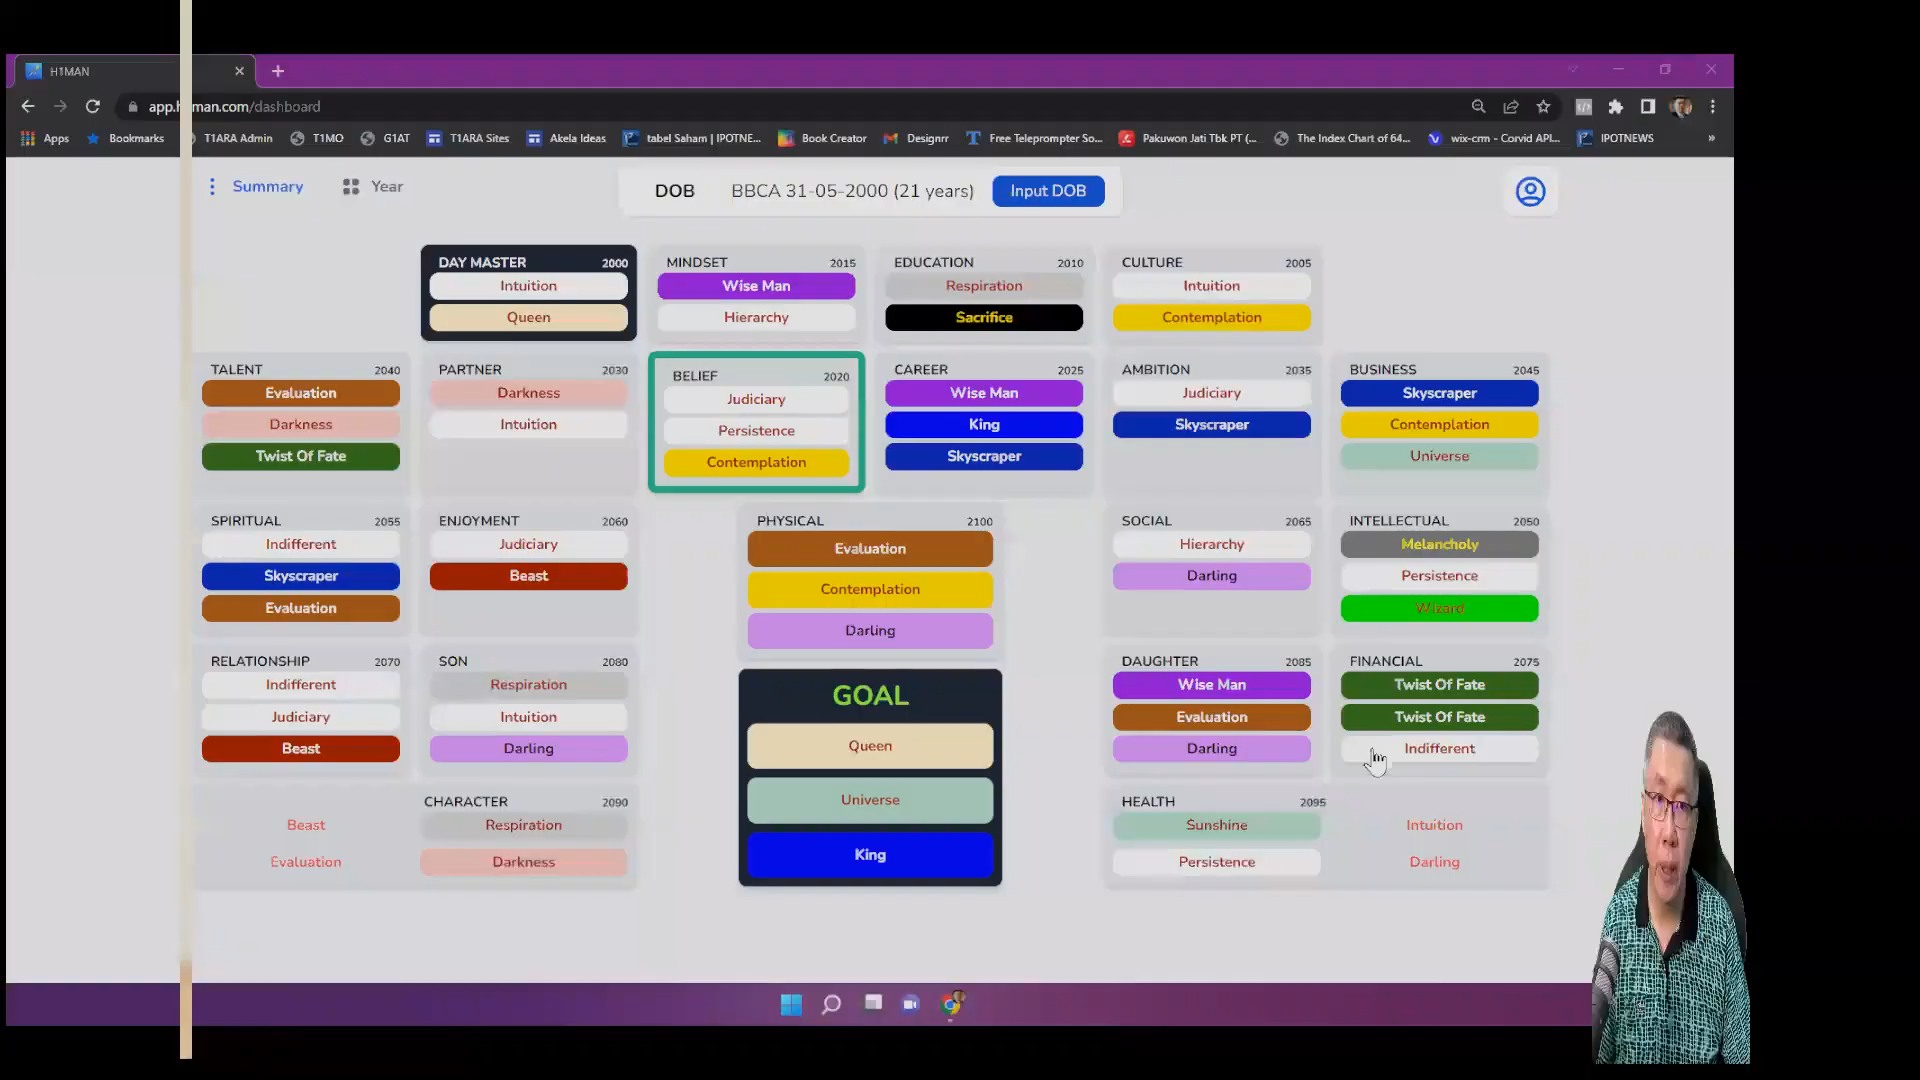 H1MAN
app.h man.com/dashboard
Apps Bookmarks T1ARA Admin T1MO G1AT T1ARA Sites Akela Ideas tabel Saham | IPOTNE... Book Creator Designrr Free Teleprompter So... Pakuwon Jati Tbk PT (... The Index Chart of 64... wix-crm - Corvid API... IPOTNEWS »
Summary Year DOB BBCA 31-05-2000 (21 years) Input DOB
DAY MASTER 2000
Intuition
Queen
MINDSET 2015
Wise Man
Hierarchy
EDUCATION 2010
Respiration
Sacrifice
CULTURE 2005
Intuition
Contemplation
TALENT 2040
Evaluation
Darkness
Twist Of Fate
PARTNER 2030
Darkness
Intuition
BELIEF 2020
Judiciary
Persistence
Contemplation
CAREER 2025
Wise Man
King
Skyscraper
AMBITION 2035
Judiciary
Skyscraper
BUSINESS 2045
Skyscraper
Contemplation
Universe
SPIRITUAL 2055
Indifferent
Skyscraper
Evaluation
ENJOYMENT 2060
Judiciary
Beast
PHYSICAL 2100
Evaluation
Contemplation
Darling
SOCIAL 2065
Hierarchy
Darling
INTELLECTUAL 2050
Melancholy
Persistence
Wizard
RELATIONSHIP 2070
Indifferent
Judiciary
Beast
SON 2080
Respiration
Intuition
Darling
GOAL
Queen
Universe
King
DAUGHTER 2085
Wise Man
Evaluation
Darling
FINANCIAL 2075
Twist Of Fate
Twist Of Fate
Indifferent
Beast
Evaluation
CHARACTER 2090
Respiration
Darkness
HEALTH 2095
Sunshine
Persistence
Intuition
Darling